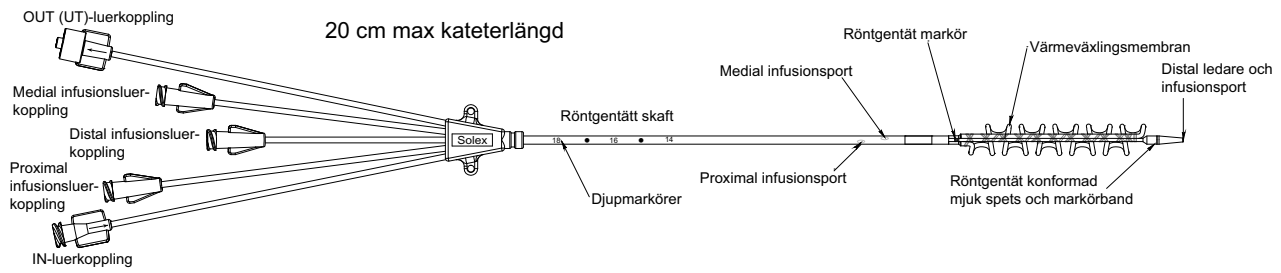 OUT (UT)-luerkoppling
20 cm max kateterlängd
Röntgentät markör
Värmeväxlingsmembran
Medial infusionsport
Distal ledare och
infusionsport
Medial infusionsluer-
koppling
Röntgentätt skaft
Distal infusionsluer-
koppling
Solex
18 16 14
Proximal
infusionsluer-
koppling
Djupmarkörer
Proximal infusionsport
Röntgentät konformad
mjuk spets och markörband
IN-luerkoppling